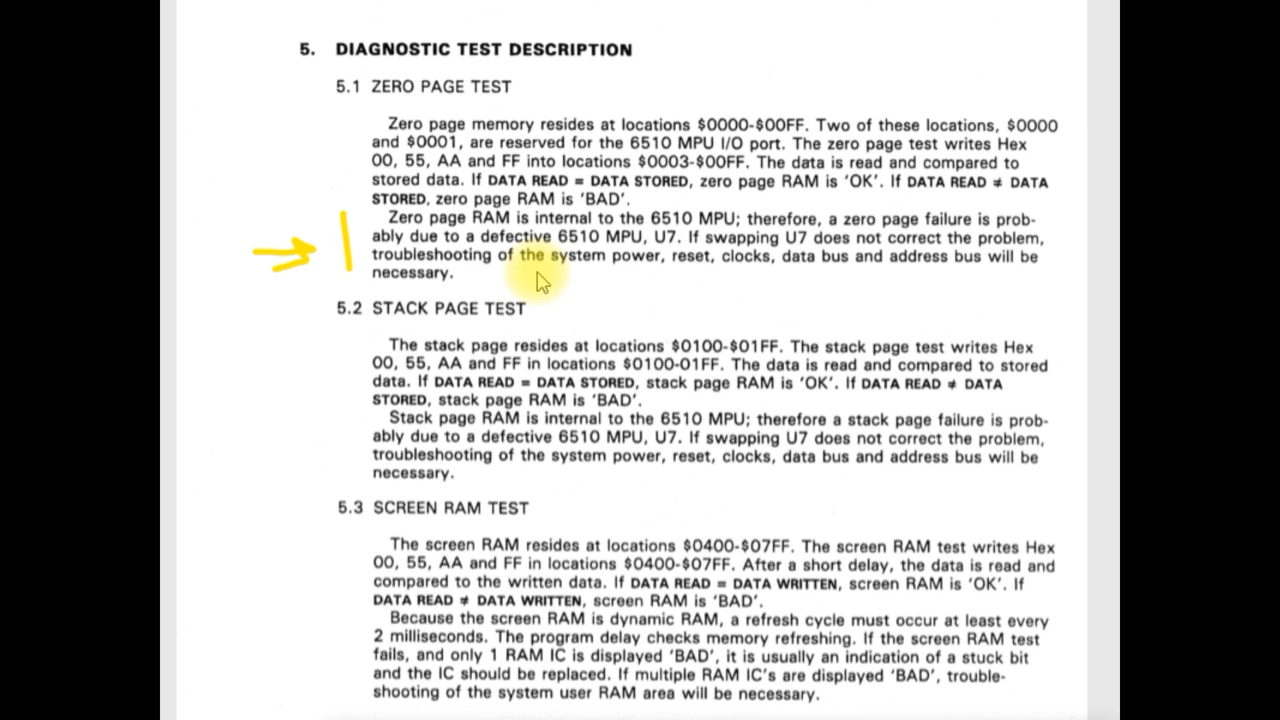 5. DIAGNOSTIC TEST DESCRIPTION
5.1 ZERO PAGE TEST
Zero page memory resides at locations $0000-$00FF. Two of these locations, $0000
and $0001, are reserved for the 6510 MPU I/O port. The zero page test writes Hex
00, 55, AA and FF into locations $0003-$00FF. The data is read and compared to
stored data. If DATA READ = DATA STORED, zero page RAM is 'OK'. If DATA READ ≠ DATA
STORED, zero page RAM is 'BAD'.
Zero page RAM is internal to the 6510 MPU; therefore, a zero page failure is prob-
ably due to a defective 6510 MPU, U7. If swapping U7 does not correct the problem,
troubleshooting of the system power, reset, clocks, data bus and address bus will be
necessary.
5.2 STACK PAGE TEST
The stack page resides at locations $0100-$01FF. The stack page test writes Hex
00, 55, AA and FF in locations $0100-01FF. The data is read and compared to stored
data. If DATA READ = DATA STORED, stack page RAM is 'OK'. If DATA READ ≠ DATA
STORED, stack page RAM is 'BAD'.
Stack page RAM is internal to the 6510 MPU; therefore a stack page failure is prob-
ably due to a defective 6510 MPU, U7. If swapping U7 does not correct the problem,
troubleshooting of the system power, reset, clocks, data bus and address bus will be
necessary.
5.3 SCREEN RAM TEST
The screen RAM resides at locations $0400-$07FF. The screen RAM test writes Hex
00, 55, AA and FF in locations $0400-$07FF. After a short delay, the data is read and
compared to the written data. If DATA READ = DATA WRITTEN, screen RAM is 'OK'. If
DATA READ ≠ DATA WRITTEN, screen RAM is 'BAD'.
Because the screen RAM is dynamic RAM, a refresh cycle must occur at least every
2 milliseconds. The program delay checks memory refreshing. If the screen RAM test
fails, and only 1 RAM IC is displayed 'BAD', it is usually an indication of a stuck bit
and the IC should be replaced. If multiple RAM IC's are displayed 'BAD', trouble-
shooting of the system user RAM area will be necessary.